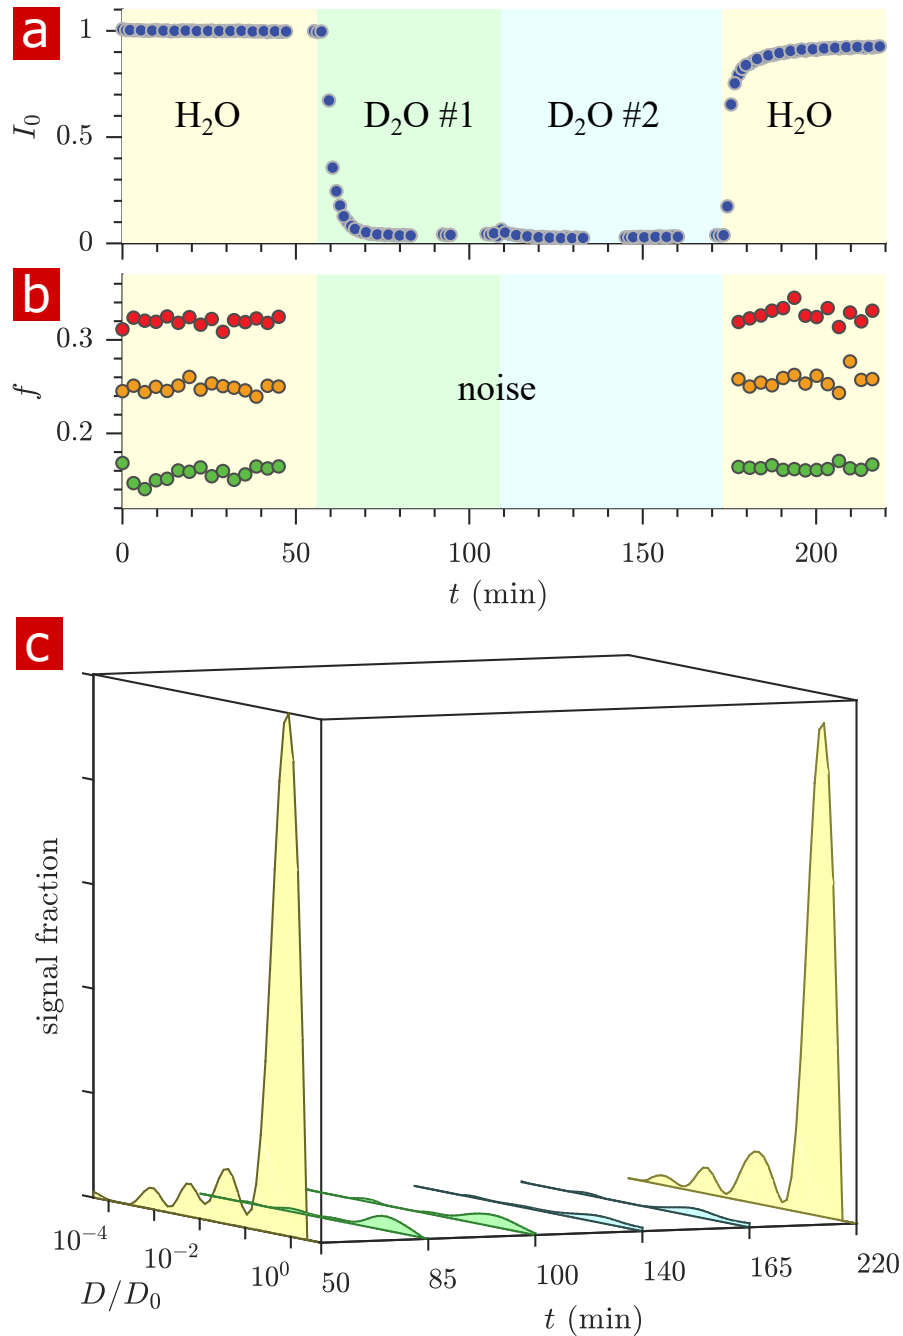 a
1
0.5
0
I₀
H₂O
D₂O #1
D₂O #2
H₂O
b
0.3
0.2
f
noise
0
50
100
150
200
t (min)
c
signal fraction
10⁻⁴
10⁻²
10⁰
D/D₀
50
85
100
140
165
220
t (min)